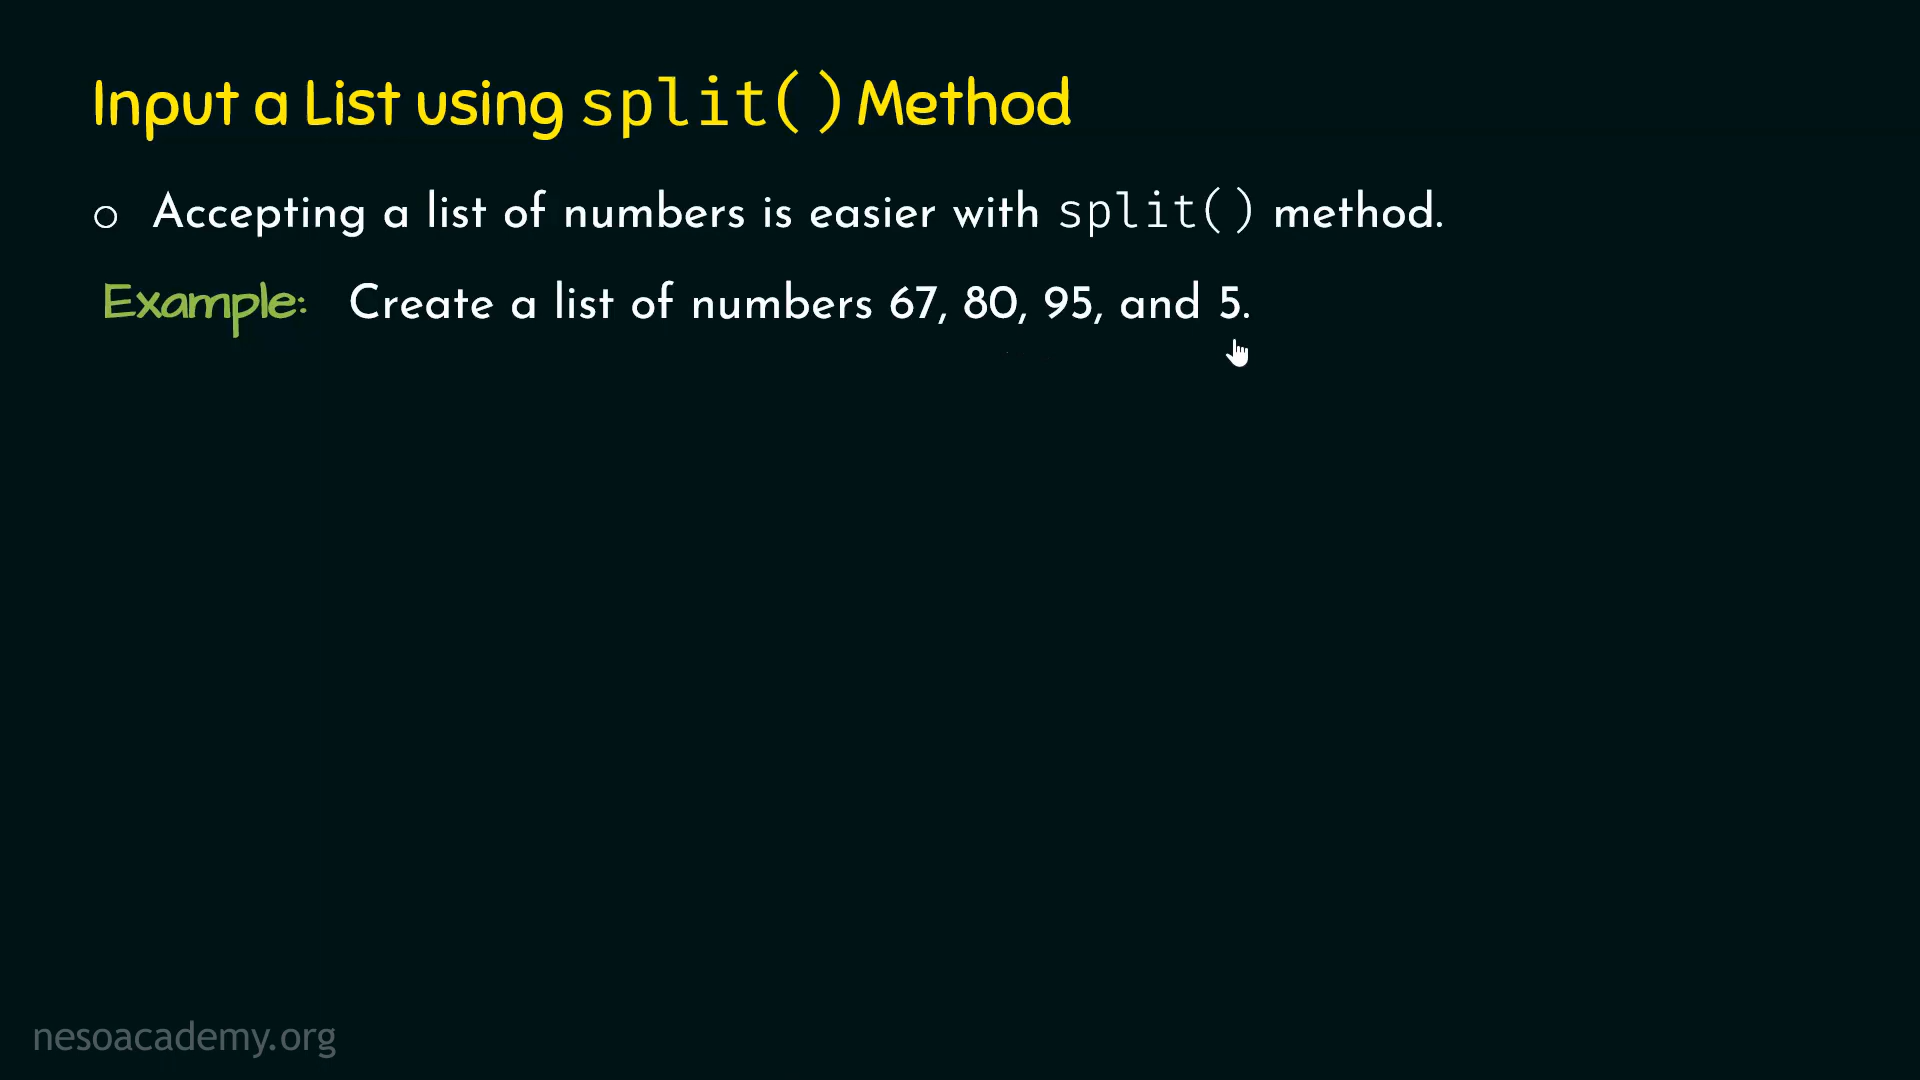 Input a List using split() Method
○ Accepting a list of numbers is easier with split() method.
Example: Create a list of numbers 67, 80, 95, and 5.
nesoacademy.org